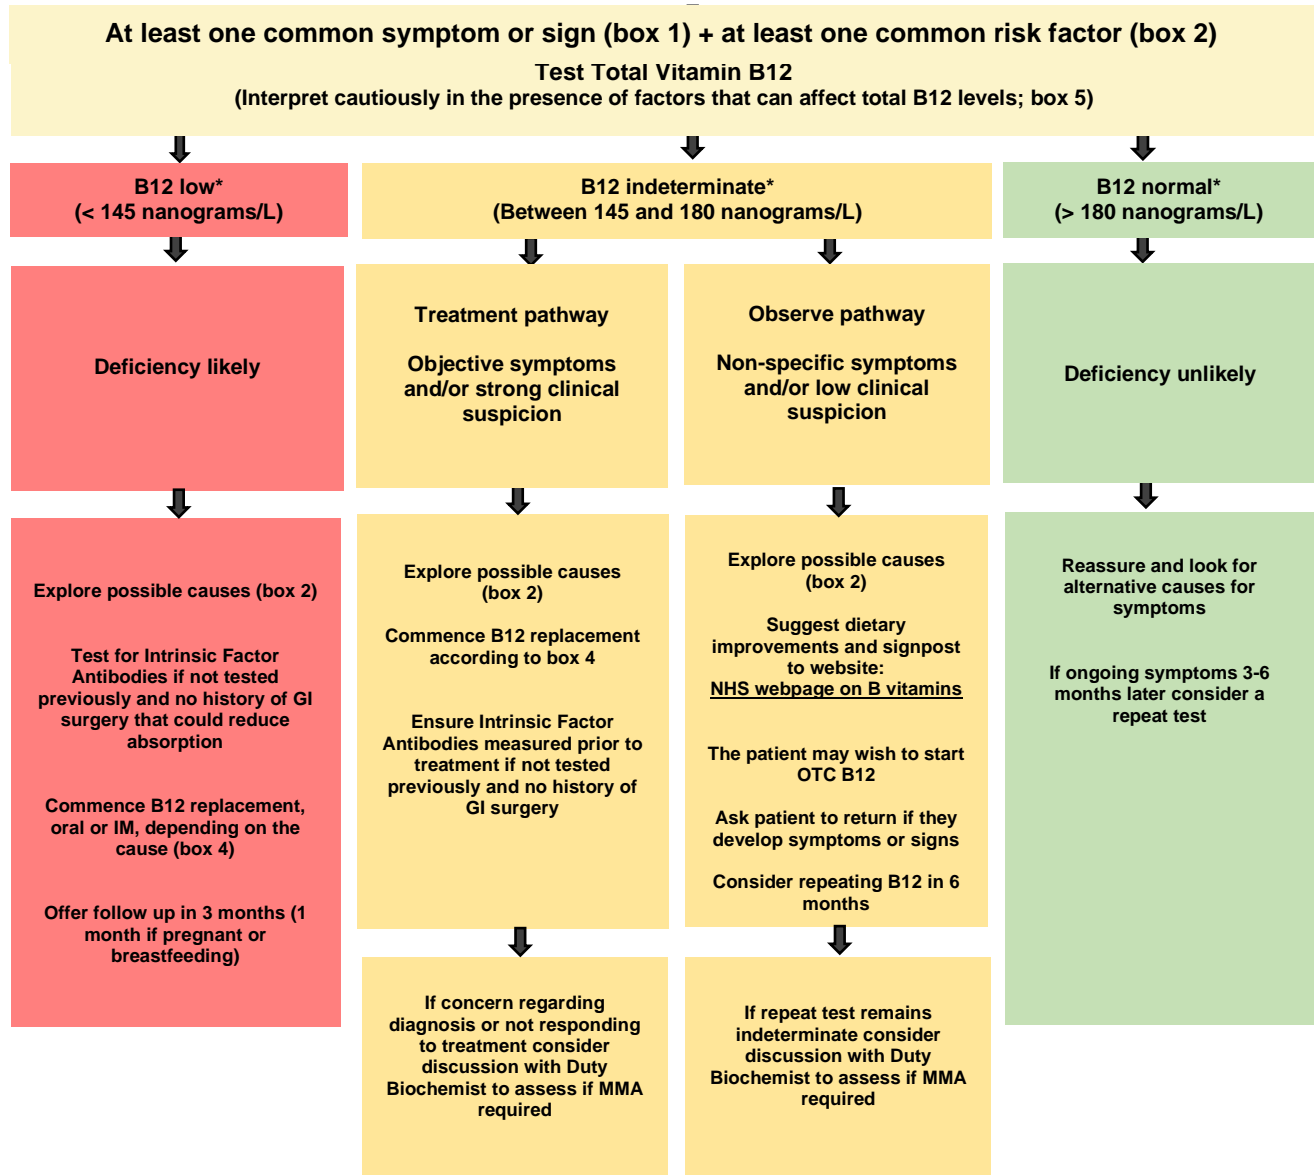 At least one common symptom or sign (box 1) + at least one common risk factor (box 2)
Test Total Vitamin B12
(Interpret cautiously in the presence of factors that can affect total B12 levels; box 5)
B12 low*
(< 145 nanograms/L)
B12 indeterminate*
(Between 145 and 180 nanograms/L)
B12 normal*
(> 180 nanograms/L)
Deficiency likely
Treatment pathway
Objective symptoms
and/or strong clinical
suspicion
Observe pathway
Non-specific symptoms
and/or low clinical
suspicion
Deficiency unlikely
Explore possible causes (box 2)
Test for Intrinsic Factor
Antibodies if not tested
previously and no history of GI
surgery that could reduce
absorption
Commence B12 replacement,
oral or IM, depending on the
cause (box 4)
Offer follow up in 3 months (1
month if pregnant or
breastfeeding)
Explore possible causes
(box 2)
Commence B12 replacement
according to box 4
Ensure Intrinsic Factor
Antibodies measured prior to
treatment if not tested
previously and no history of
GI surgery
Explore possible causes
(box 2)
Suggest dietary
improvements and signpost
to website:
NHS webpage on B vitamins
The patient may wish to start
OTC B12
Ask patient to return if they
develop symptoms or signs
Consider repeating B12 in 6
months
Reassure and look for
alternative causes for
symptoms
If ongoing symptoms 3-6
months later consider a
repeat test
If concern regarding
diagnosis or not responding
to treatment consider
discussion with Duty
Biochemist to assess if MMA
required
If repeat test remains
indeterminate consider
discussion with Duty
Biochemist to assess if MMA
required